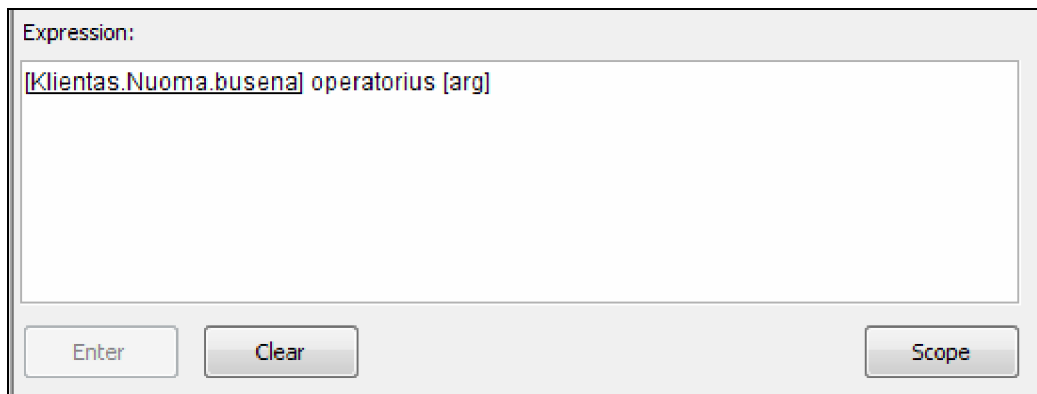 Expression:
[Klientas.Nuoma.busena] operatorius [arg]
Enter Clear Scope